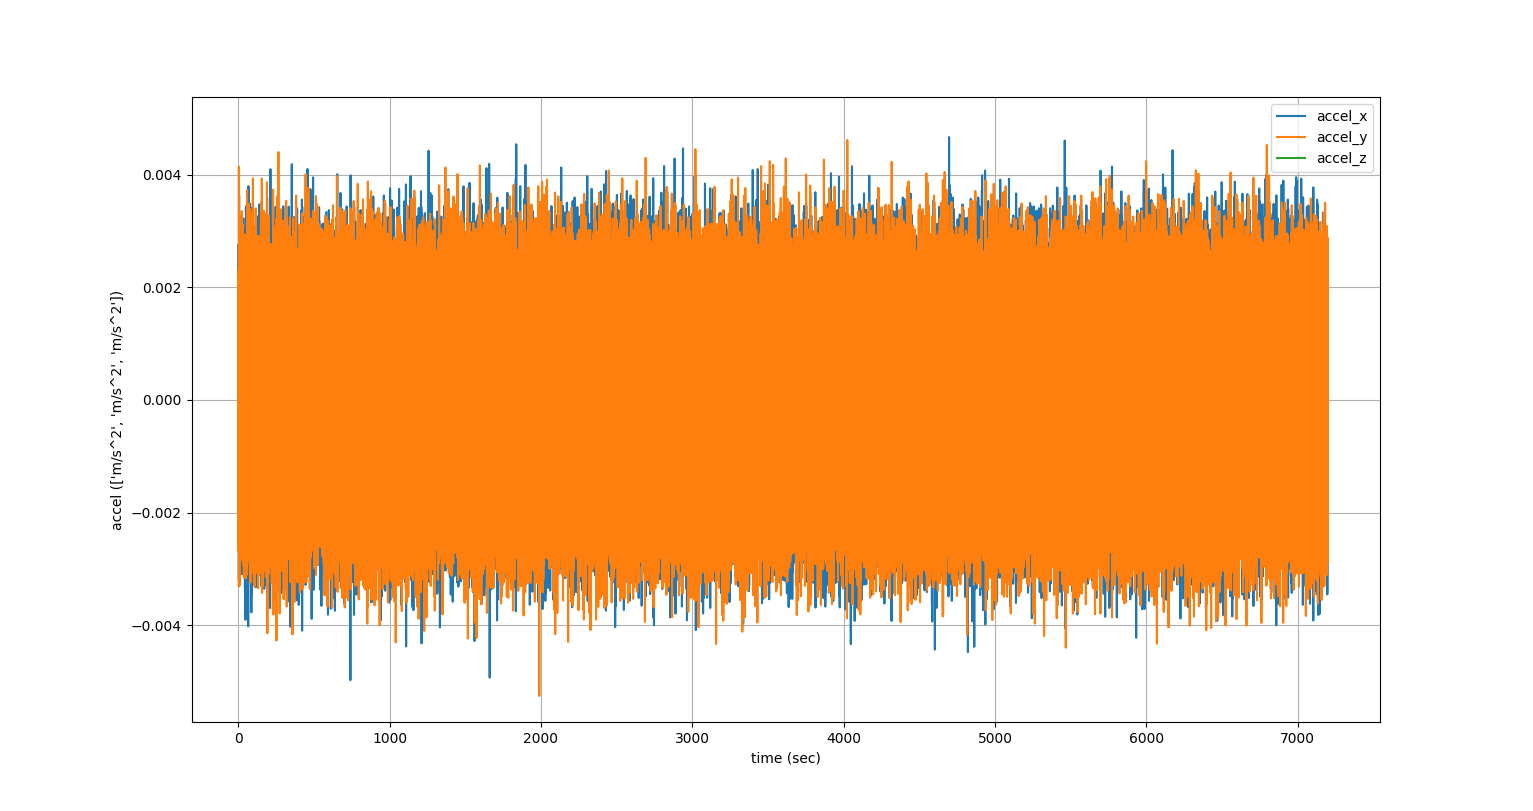 accel_x
accel_y
accel_z
0.004
0.002
0.000
−0.002
−0.004
accel (['m/s^2', 'm/s^2', 'm/s^2'])
0 1000 2000 3000 4000 5000 6000 7000
time (sec)